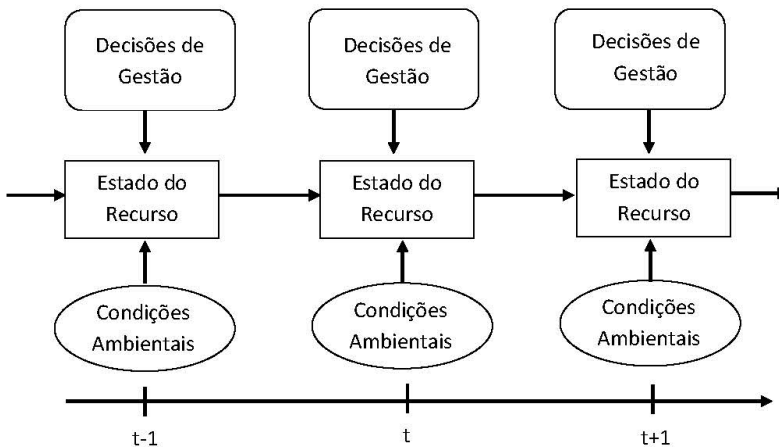 Decisões de
Gestão
Decisões de
Gestão
Decisões de
Gestão
Estado do
Recurso
Estado do
Recurso
Estado do
Recurso
Condições
Ambientais
Condições
Ambientais
Condições
Ambientais
t-1
t
t+1